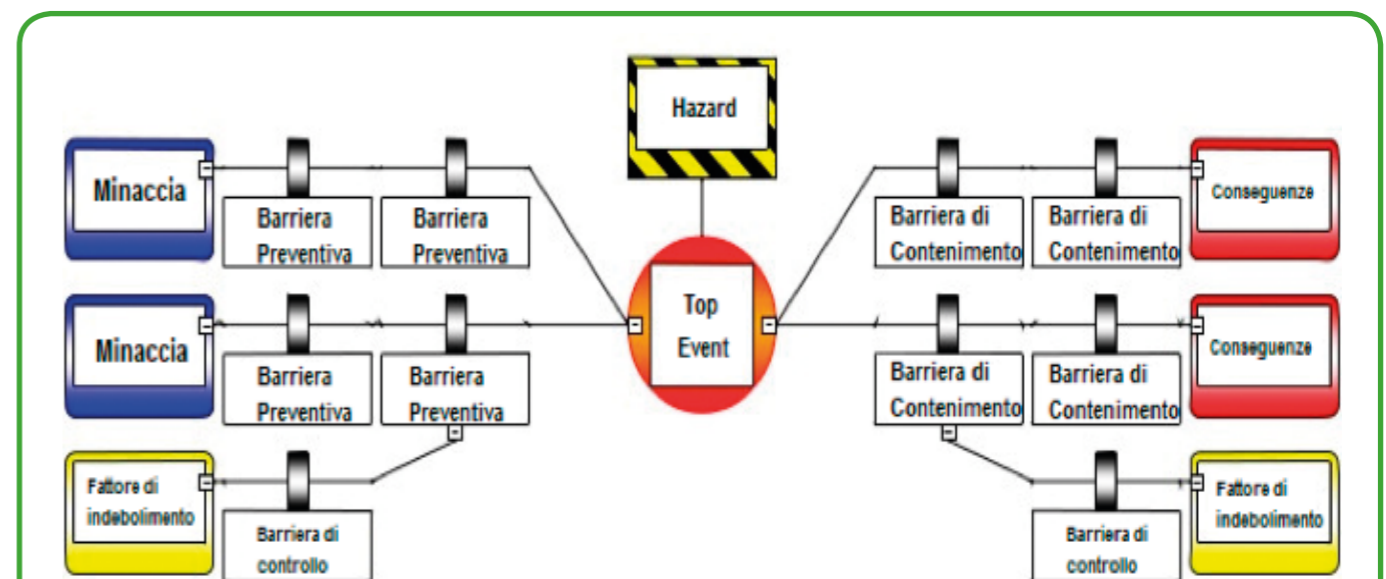 Hazard
Minaccia
Barriera
Preventiva
Barriera
Preventiva
Barriera di
Contenimento
Barriera di
Contenimento
Conseguenze
Top
Event
Minaccia
Barriera
Preventiva
Barriera
Preventiva
Barriera di
Contenimento
Barriera di
Contenimento
Conseguenze
Fattore di
indebolimento
Barriera di
controllo
Barriera di
controllo
Fattore di
indebolimento